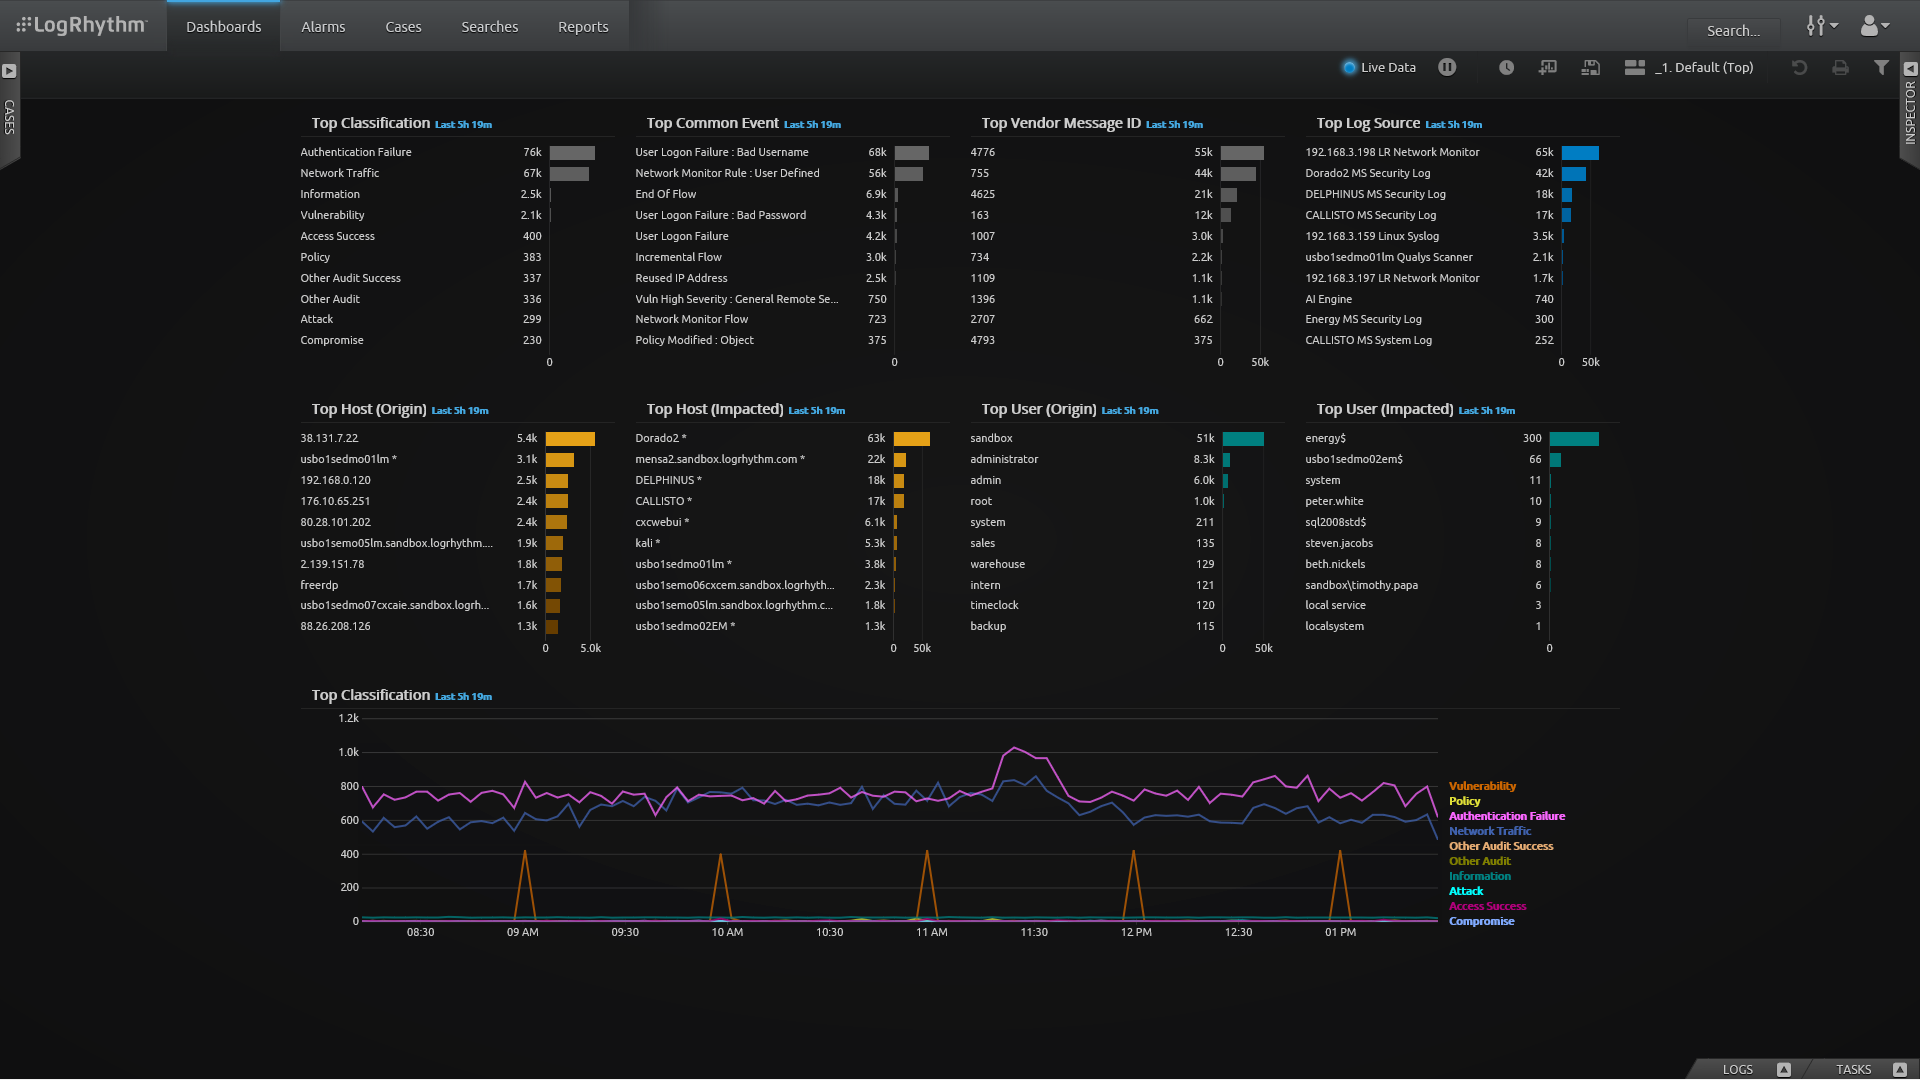 LogRhythm
Dashboards
Alarms
Cases
Searches
Reports
Search...
Live Data
_1. Default (Top)
CASES
INSPECTOR
Top Classification Last 5h 19m
Authentication Failure 76k
Network Traffic 67k
Information 2.5k
Vulnerability 2.1k
Access Success 400
Policy 383
Other Audit Success 337
Other Audit 336
Attack 299
Compromise 230
0
Top Common Event Last 5h 19m
User Logon Failure : Bad Username 68k
Network Monitor Rule : User Defined 56k
End Of Flow 6.9k
User Logon Failure : Bad Password 4.3k
User Logon Failure 4.2k
Incremental Flow 3.0k
Reused IP Address 2.5k
Vuln High Severity : General Remote Se... 750
Network Monitor Flow 723
Policy Modified : Object 375
0
Top Vendor Message ID Last 5h 19m
4776 55k
755 44k
4625 21k
163 12k
1007 3.0k
734 2.2k
1109 1.1k
1396 1.1k
2707 662
4793 375
0 50k
Top Log Source Last 5h 19m
192.168.3.198 LR Network Monitor 65k
Dorado2 MS Security Log 42k
DELPHINUS MS Security Log 18k
CALLISTO MS Security Log 17k
192.168.3.159 Linux Syslog 3.5k
usbo1sedmo01lm Qualys Scanner 2.1k
192.168.3.197 LR Network Monitor 1.7k
AI Engine 740
Energy MS Security Log 300
CALLISTO MS System Log 252
0 50k
Top Host (Origin) Last 5h 19m
38.131.7.22 5.4k
usbo1sedmo01lm * 3.1k
192.168.0.120 2.5k
176.10.65.251 2.4k
80.28.101.202 2.4k
usbo1semo05lm.sandbox.logrhythm.... 1.9k
2.139.151.78 1.8k
freerdp 1.7k
usbo1sedmo07cxcaie.sandbox.logrh... 1.6k
88.26.208.126 1.3k
0 5.0k
Top Host (Impacted) Last 5h 19m
Dorado2 * 63k
mensa2.sandbox.logrhythm.com * 22k
DELPHINUS * 18k
CALLISTO * 17k
cxcwebui * 6.1k
kali * 5.3k
usbo1sedmo01lm * 3.8k
usbo1semo06cxcem.sandbox.logrhyth... 2.3k
usbo1semo05lm.sandbox.logrhythm.c... 1.8k
usbo1sedmo02EM * 1.3k
0 50k
Top User (Origin) Last 5h 19m
sandbox 51k
administrator 8.3k
admin 6.0k
root 1.0k
system 211
sales 135
warehouse 129
intern 121
timeclock 120
backup 115
0 50k
Top User (Impacted) Last 5h 19m
energy$ 300
usbo1sedmo02em$ 66
system 11
peter.white 10
sql2008std$ 9
steven.jacobs 8
beth.nickels 8
sandbox\timothy.papa 6
local service 3
localsystem 1
0
Top Classification Last 5h 19m
1.2k
1.0k
800
600
400
200
0
08:30 09 AM 09:30 10 AM 10:30 11 AM 11:30 12 PM 12:30 01 PM
Vulnerability
Policy
Authentication Failure
Network Traffic
Other Audit Success
Other Audit
Information
Attack
Access Success
Compromise
LOGS
TASKS